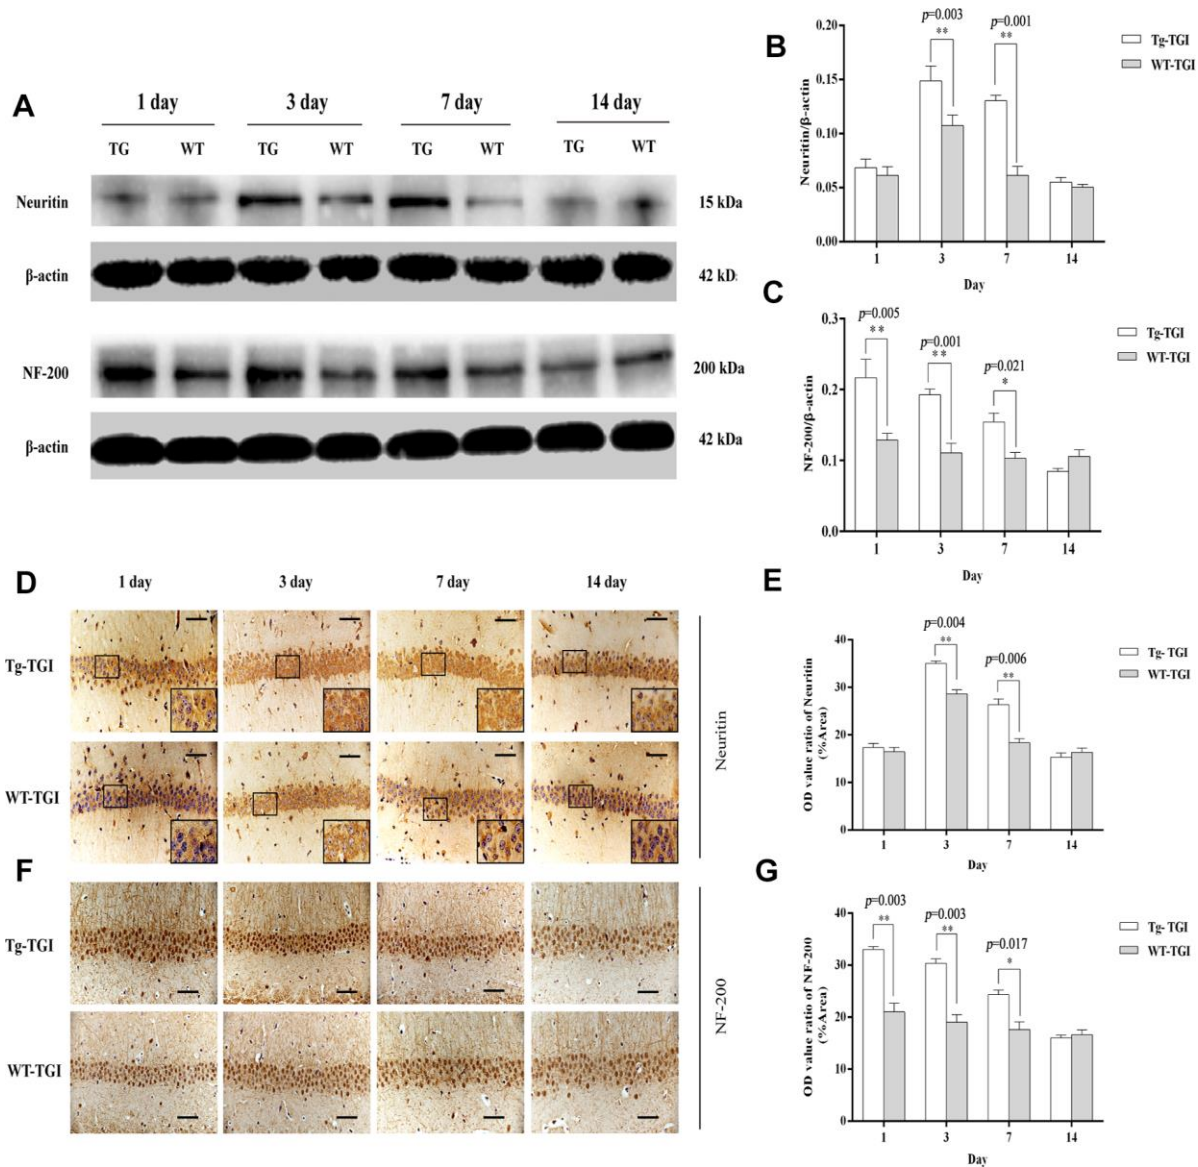 A
1 day 3 day 7 day 14 day
TG WT TG WT TG WT TG WT
Neuritin 15 kDa
β-actin 42 kD
NF-200 200 kDa
β-actin 42 kDa
B
p=0.003 p=0.001
** **
Neuritin/β-actin
0.20
0.15
0.10
0.05
0.00
1 3 7 14
Day
Tg-TGI
WT-TGI
C
p=0.005
**
p=0.001
**
p=0.021
*
NF-200/β-actin
0.3
0.2
0.1
0.0
1 3 7 14
Day
Tg-TGI
WT-TGI
D
1 day 3 day 7 day 14 day
Tg-TGI
WT-TGI
Neuritin
E
p=0.004
**
p=0.006
**
OD value ratio of Neuritin
(%Area)
40
30
20
10
0
1 3 7 14
Day
Tg- TGI
WT-TGI
F
Tg-TGI
WT-TGI
NF-200
G
p=0.003
**
p=0.003
**
p=0.017
*
OD value ratio of NF-200
(%Area)
40
30
20
10
0
1 3 7 14
Day
Tg- TGI
WT-TGI